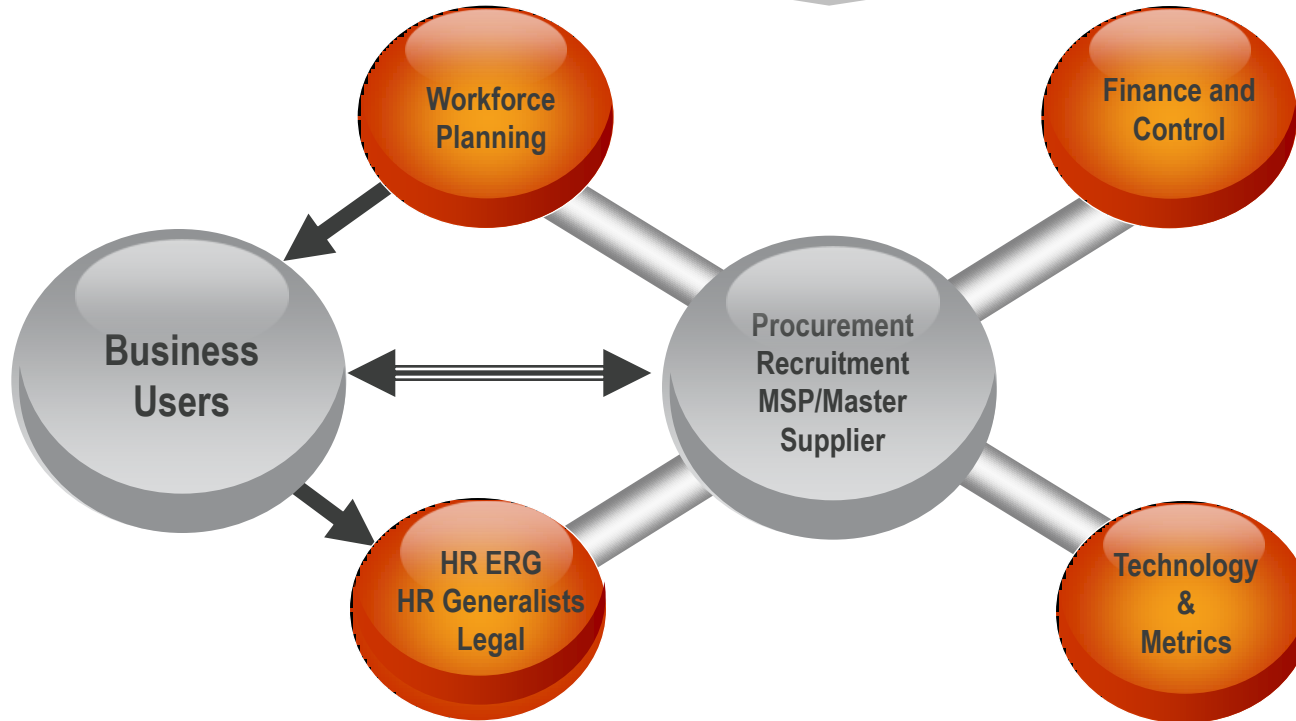 Workforce
Planning
Finance and
Control
Business
Users
Procurement
Recruitment
MSP/Master
Supplier
HR ERG
HR Generalists
Legal
Technology
&
Metrics